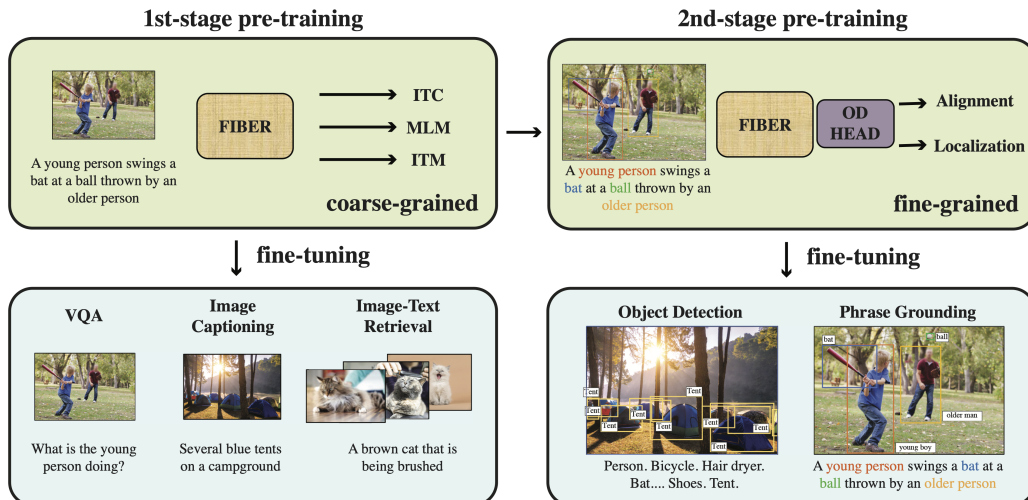 1st-stage pre-training
FIBER
ITC
MLM
ITM
A young person swings a
bat at a ball thrown by an
older person
coarse-grained
2nd-stage pre-training
FIBER
OD
HEAD
Alignment
Localization
A young person swings a
bat at a ball thrown by an
older person
fine-grained
fine-tuning
VQA
What is the young
person doing?
Image
Captioning
Several blue tents
on a campground
Image-Text
Retrieval
A brown cat that is
being brushed
fine-tuning
Object Detection
Tent
Tent
Tent
Tent
Tent
Tent
Tent
Tent
Tent
Person. Bicycle. Hair dryer.
Bat.... Shoes. Tent.
Phrase Grounding
bat
ball
older man
young boy
A young person swings a bat at a
ball thrown by an older person